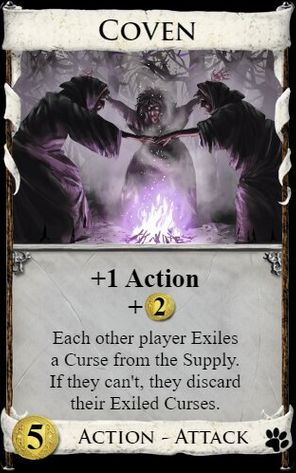 COVEN
+1 Action
+2
Each other player Exiles
a Curse from the Supply.
If they can't, they discard
their Exiled Curses.
5 ACTION - ATTACK